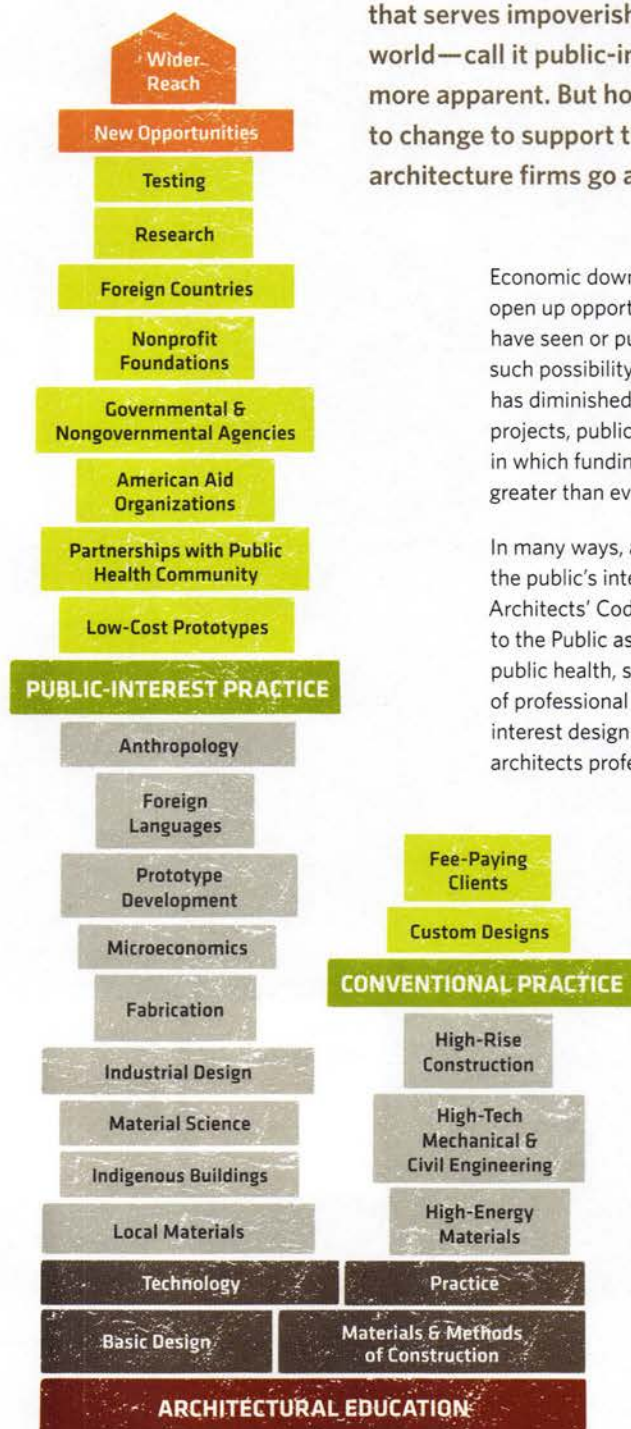 that serves impoverish
world—call it public-in
more apparent. But ho
to change to support t
architecture firms go a
Wider
Reach
New Opportunities
Testing
Research
Foreign Countries
Nonprofit
Foundations
Governmental &
Nongovernmental Agencies
American Aid
Organizations
Partnerships with Public
Health Community
Low-Cost Prototypes
PUBLIC-INTEREST PRACTICE
Anthropology
Foreign
Languages
Prototype
Development
Microeconomics
Fabrication
Industrial Design
Material Science
Indigenous Buildings
Local Materials
Economic down
open up opport
have seen or pu
such possibility
has diminished
projects, public
in which fundin
greater than ev
In many ways, a
the public's inte
Architects' Cod
to the Public as
public health, s
of professional
interest design
architects profe
Fee-Paying
Clients
Custom Designs
CONVENTIONAL PRACTICE
High-Rise
Construction
High-Tech
Mechanical &
Civil Engineering
High-Energy
Materials
Technology
Practice
Basic Design
Materials & Methods
of Construction
ARCHITECTURAL EDUCATION